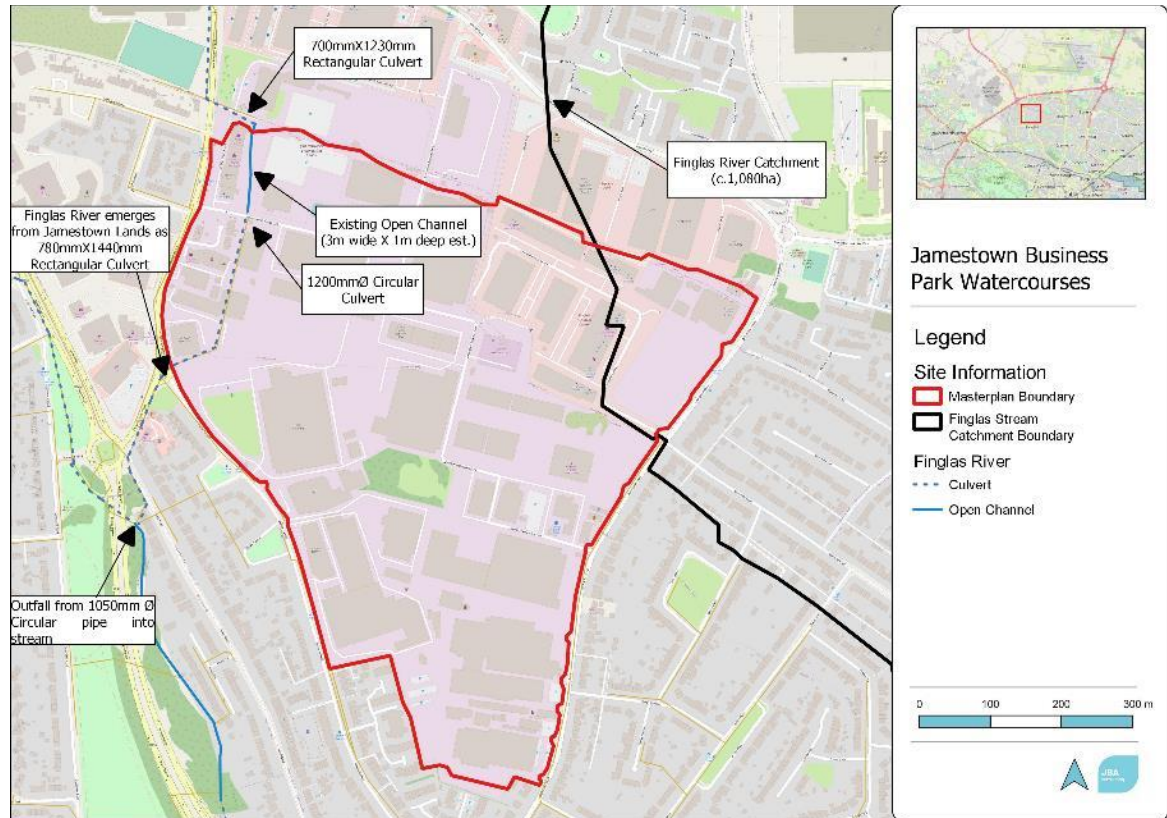 700mmX1230mm
Rectangular Culvert
Finglas River Catchment
(c.1,080ha)
Finglas River emerges
from Jamestown Lands as
780mmX1440mm
Rectangular Culvert
Existing Open Channel
(3m wide X 1m deep est.)
1200mmØ Circular
Culvert
Outfall from 1050mm Ø
Circular pipe into
stream
Jamestown Business
Park Watercourses
Legend
Site Information
Masterplan Boundary
Finglas Stream
Catchment Boundary
Finglas River
Culvert
Open Channel
0 100 200 300 m
JBA